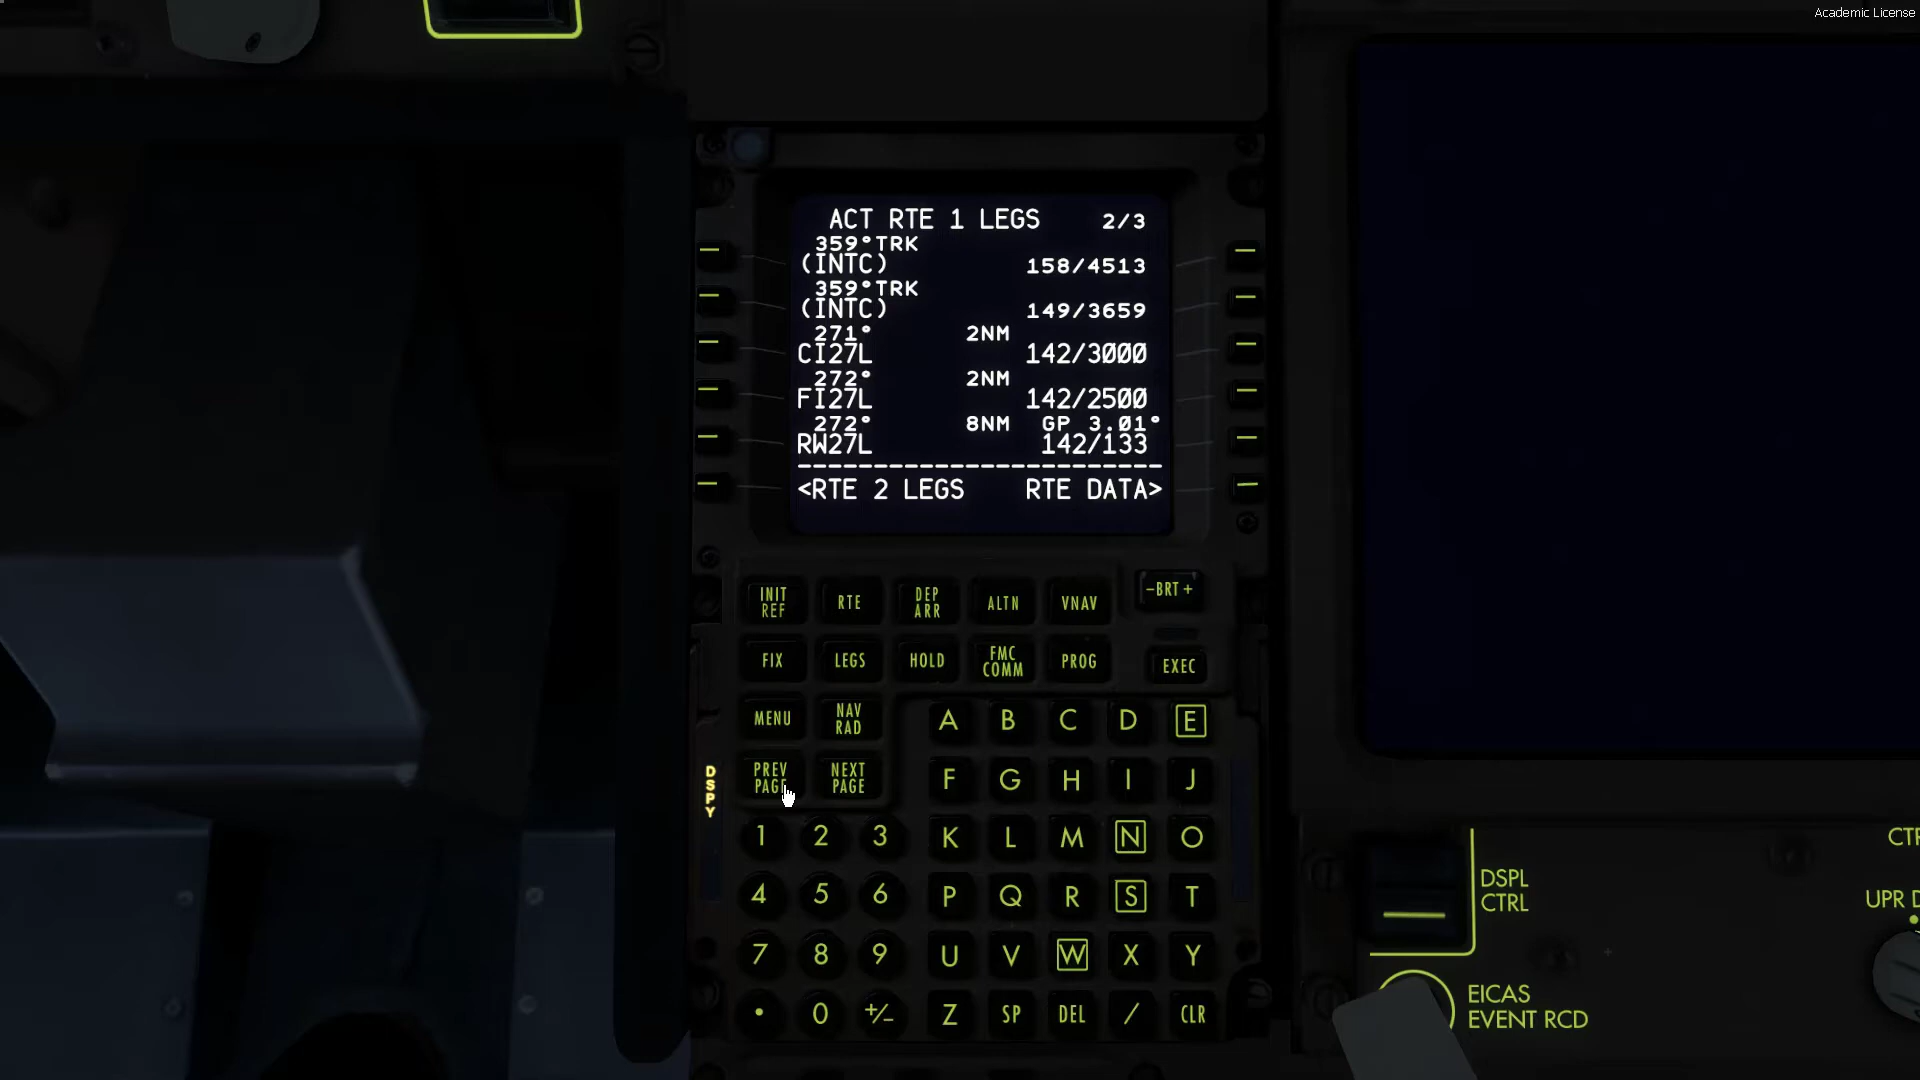 Academic License
ACT RTE 1 LEGS 2/3
359°TRK
(INTC) 158/4513
359°TRK
(INTC) 149/3659
271° 2NM
CI27L 142/3000
272° 2NM
FI27L 142/2500
272° 8NM GP 3.01°
RW27L 142/133
------------------------
<RTE 2 LEGS RTE DATA>
INIT REF
RTE
DEP ARR
ALTN
VNAV
-BRT+
FIX
LEGS
HOLD
FMC COMM
PROG
EXEC
MENU
NAV RAD
A B C D E
DSPY
PREV PAGE
NEXT PAGE
F G H I J
1 2 3 K L M N O
4 5 6 P Q R S T
7 8 9 U V W X Y
. 0 +/- Z SP DEL / CLR
DSPL CTRL
EICAS EVENT RCD